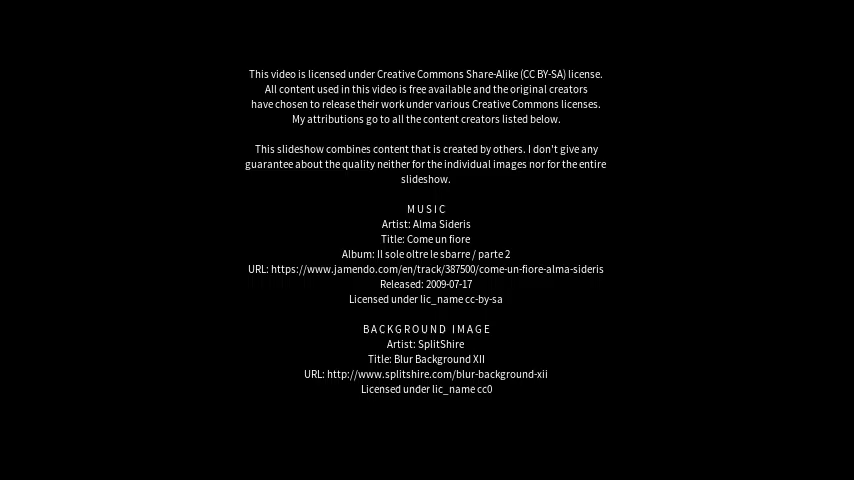 This video is licensed under Creative Commons Share-Alike (CC BY-SA) license.
All content used in this video is free available and the original creators
have chosen to release their work under various Creative Commons licenses.
My attributions go to all the content creators listed below.
This slideshow combines content that is created by others. I don't give any
guarantee about the quality neither for the individual images nor for the entire
slideshow.
MUSIC
Artist: Alma Sideris
Title: Come un fiore
Album: Il sole oltre le sbarre / parte 2
URL: https://www.jamendo.com/en/track/387500/come-un-fiore-alma-sideris
Released: 2009-07-17
Licensed under lic_name cc-by-sa
BACKGROUND IMAGE
Artist: SplitShire
Title: Blur Background XII
URL: http://www.splitshire.com/blur-background-xii
Licensed under lic_name cc0